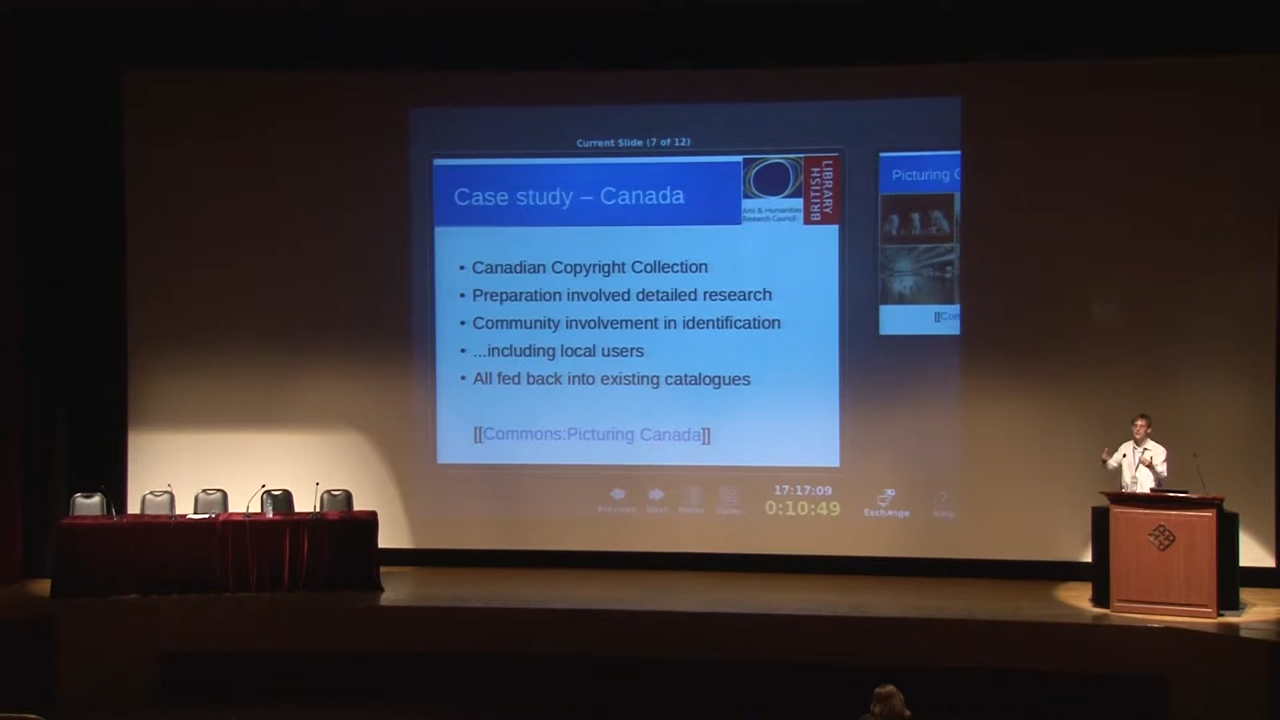 Current Slide (7 of 12)
Case study – Canada
Arts & Humanities
Research Council
BRITISH
LIBRARY
• Canadian Copyright Collection
• Preparation involved detailed research
• Community involvement in identification
• ...including local users
• All fed back into existing catalogues
[[Commons:Picturing Canada]]
Picturing C
[[Com
Previous
Next
Notes
Slides
17:17:09
0:10:49
Exchange
Help